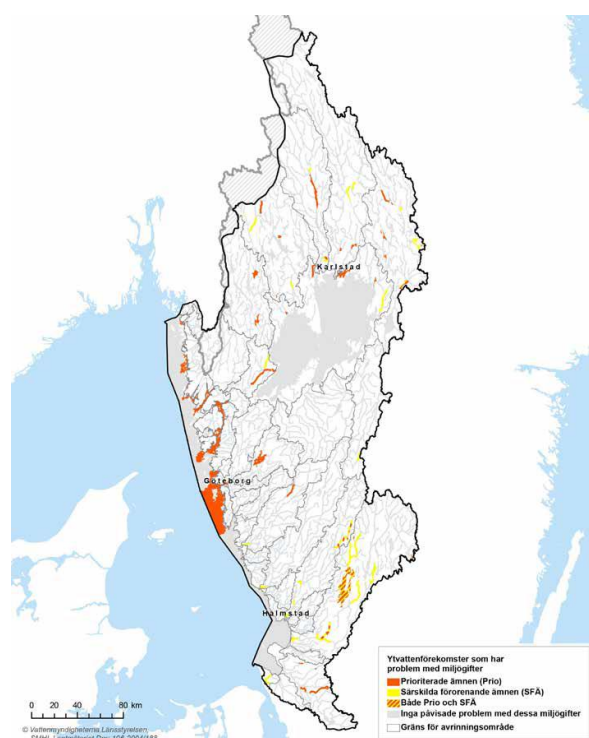 Karlstad
Göteborg
Halmstad
Ytvattenförekomster som har
problem med miljögifter
Prioriterade ämnen (Prio)
Särskilda förorenande ämnen (SFÄ)
Både Prio och SFÄ
Inga påvisade problem med dessa miljögifter
Gräns för avrinningsområde
0 20 40 80 km
© Vattenmyndigheterna Länsstyrelsen,